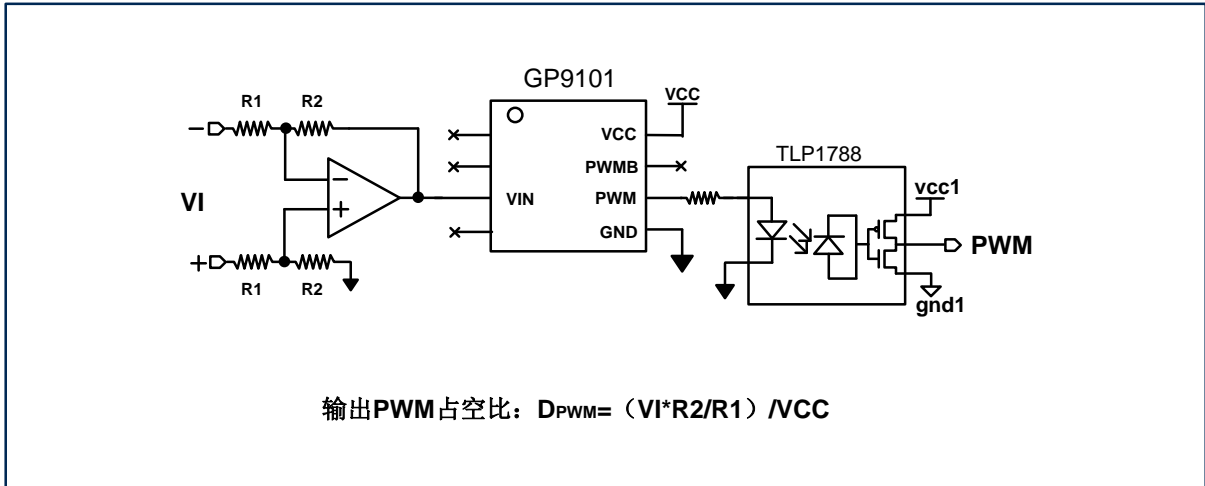 GP9101
R1
R2
VCC
VCC
−
PWMB
TLP1788
VI
−
+
VIN
PWM
vcc1
GND
PWM
+
R1
R2
gnd1
输出PWM占空比：DPWM=（VI*R2/R1）/VCC